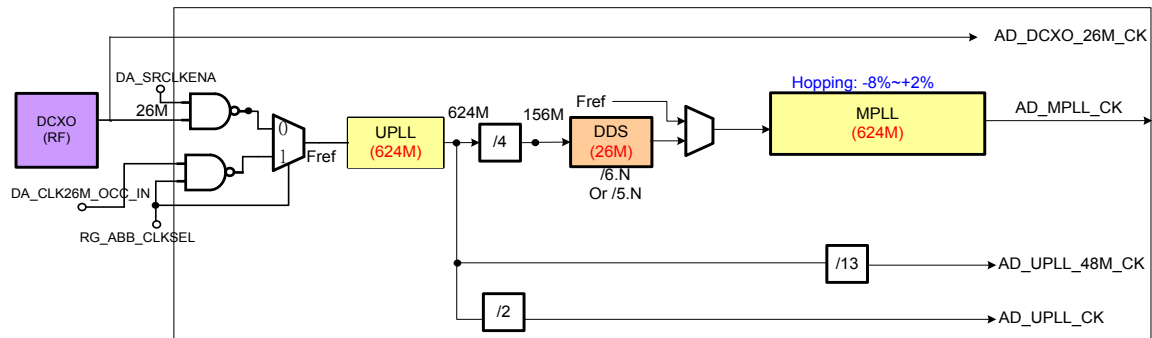 AD_DCXO_26M_CK
DA_SRCLKENA
DCXO
(RF)
26M
0
1
Fref
UPLL
(624M)
624M
/4
156M
Fref
DDS
(26M)
/6.N
Or /5.N
Hopping: -8%~+2%
MPLL
(624M)
AD_MPLL_CK
DA_CLK26M_OCC_IN
RG_ABB_CLKSEL
/13
AD_UPLL_48M_CK
/2
AD_UPLL_CK